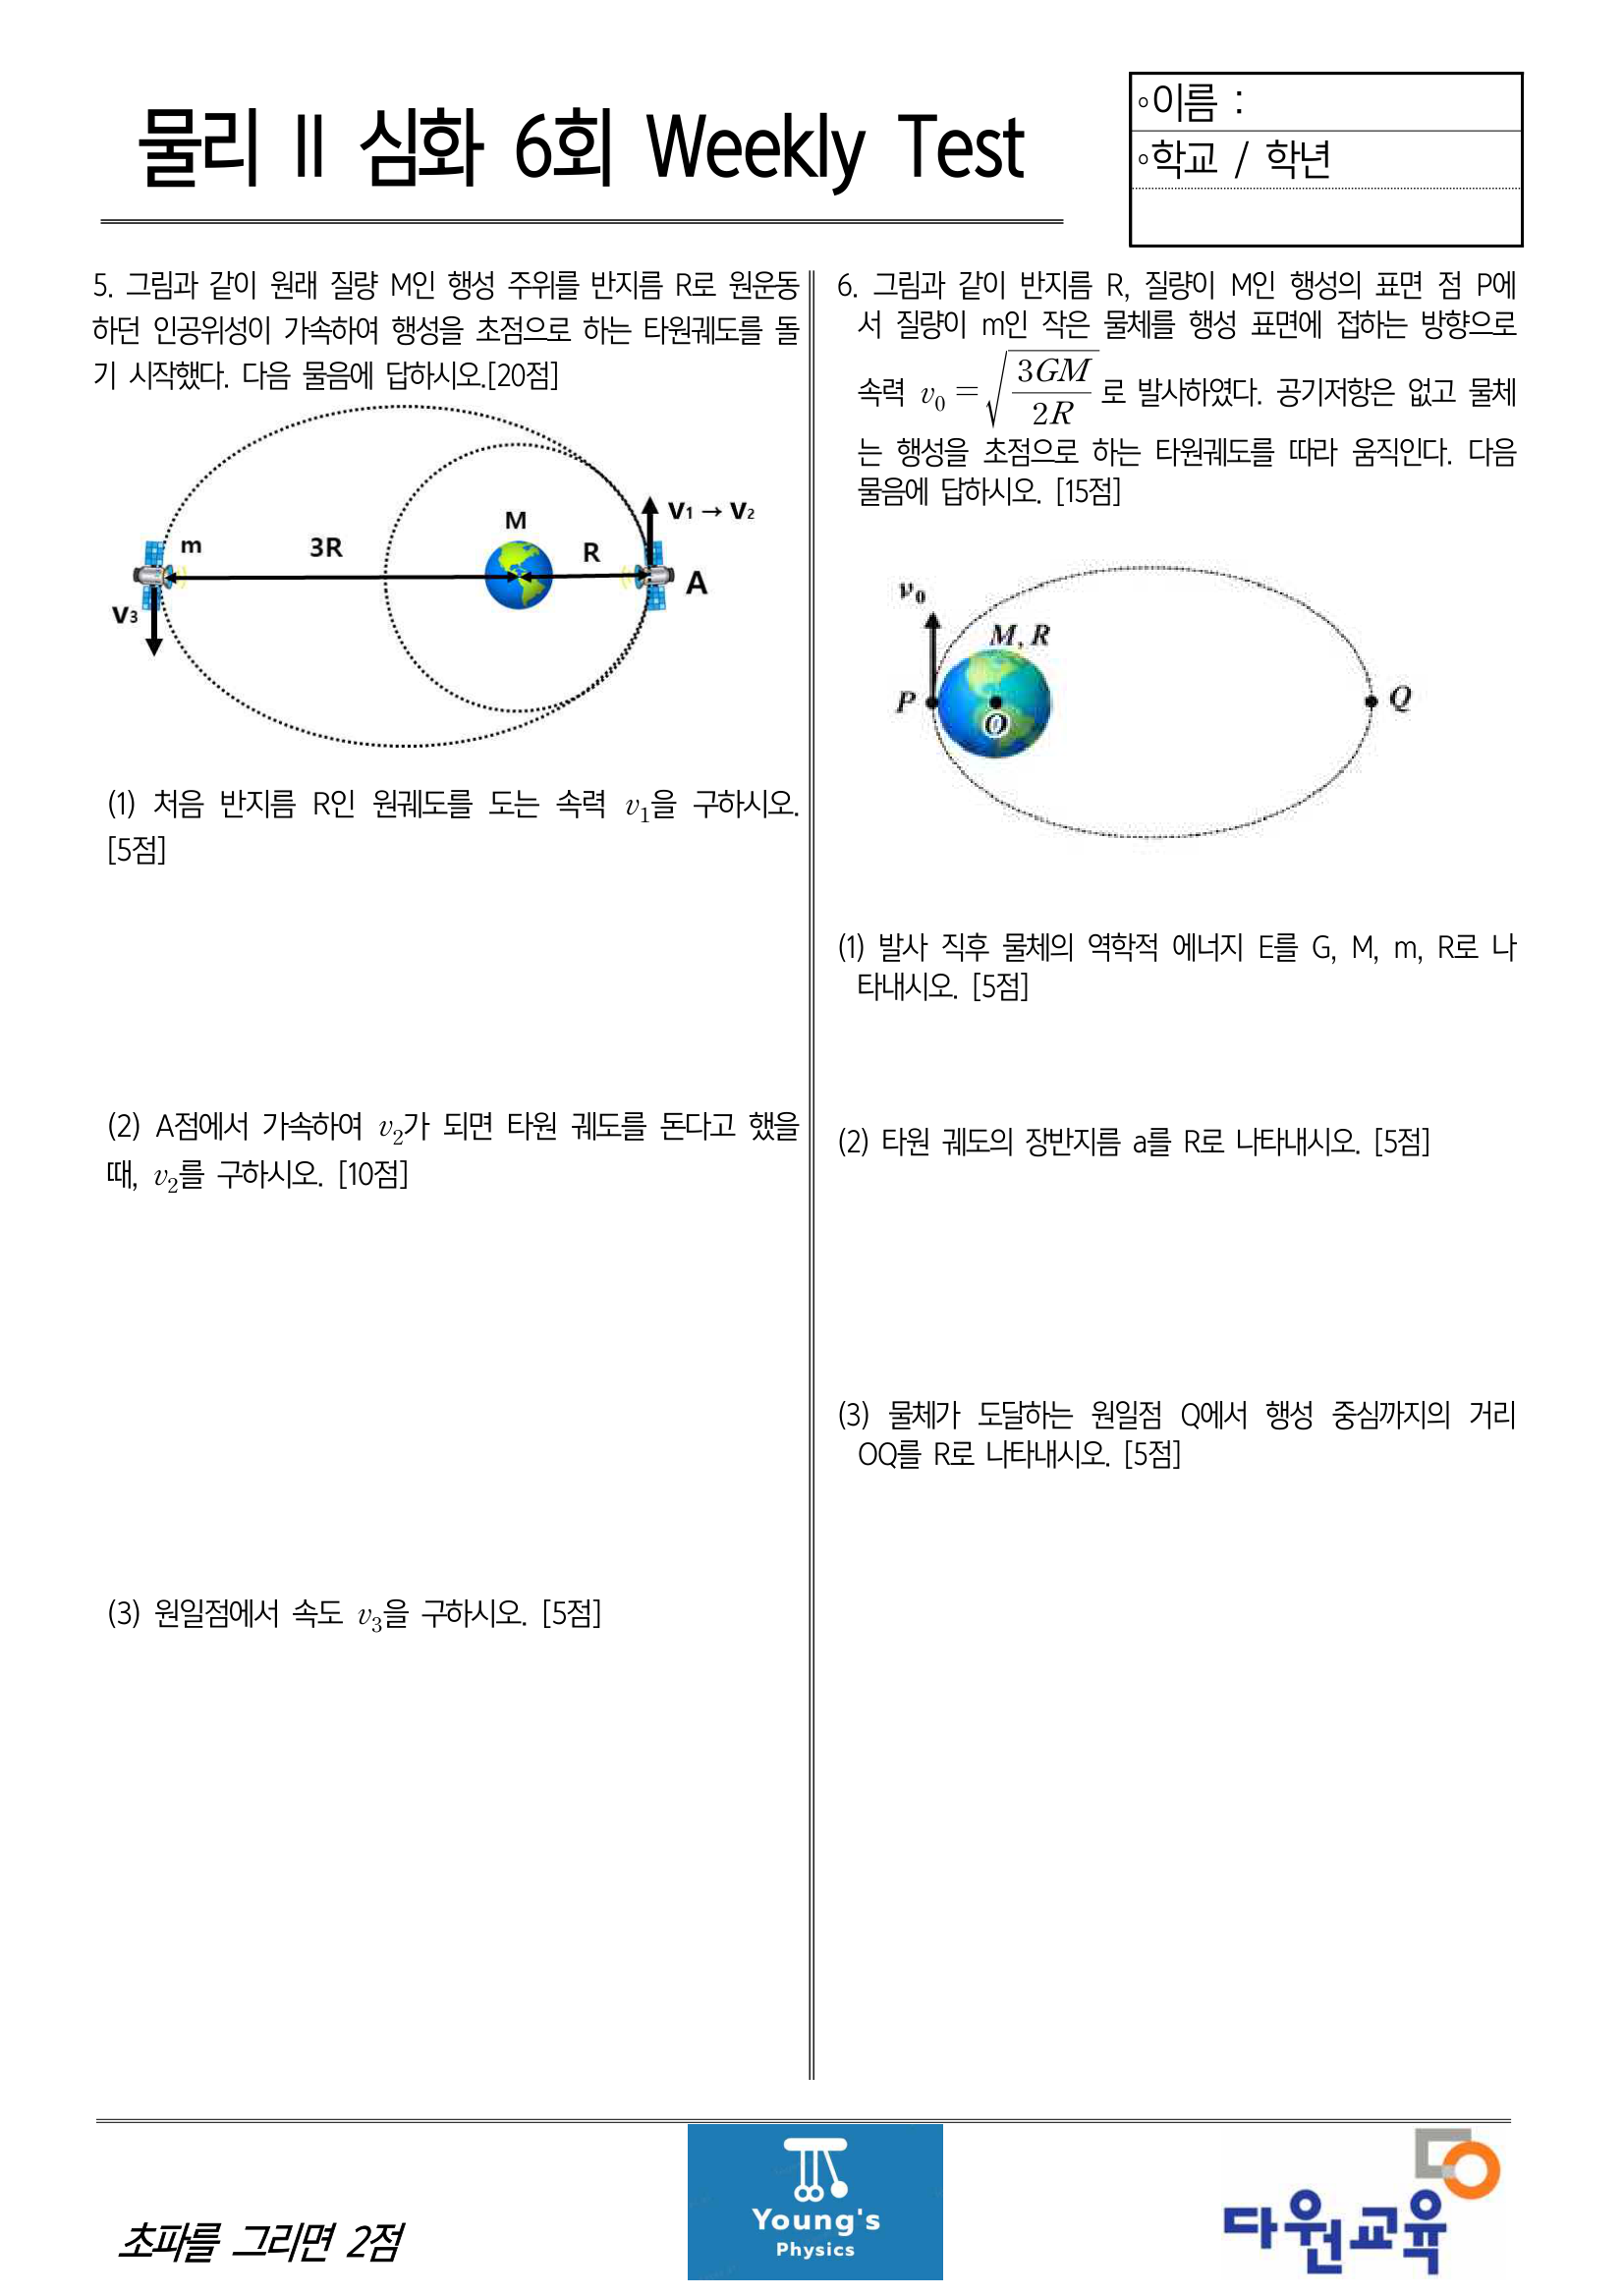 물리 II 심화 6회 Weekly Test
◦이름 :
◦학교 / 학년
5. 그림과 같이 원래 질량 M인 행성 주위를 반지름 R로 원운동
하던 인공위성이 가속하여 행성을 초점으로 하는 타원궤도를 돌
기 시작했다. 다음 물음에 답하시오.[20점]
M
m
3R
R
V₁ → V₂
A
V₃
(1) 처음 반지름 R인 원궤도를 도는 속력 v₁을 구하시오.
[5점]
(2) A점에서 가속하여 v₂가 되면 타원 궤도를 돈다고 했을
때, v₂를 구하시오. [10점]
(3) 원일점에서 속도 v₃을 구하시오. [5점]
6. 그림과 같이 반지름 R, 질량이 M인 행성의 표면 점 P에
서 질량이 m인 작은 물체를 행성 표면에 접하는 방향으로
속력 v₀ = √(3GM/2R) 로 발사하였다. 공기저항은 없고 물체
는 행성을 초점으로 하는 타원궤도를 따라 움직인다. 다음
물음에 답하시오. [15점]
v₀
M, R
P
O
Q
(1) 발사 직후 물체의 역학적 에너지 E를 G, M, m, R로 나
타내시오. [5점]
(2) 타원 궤도의 장반지름 a를 R로 나타내시오. [5점]
(3) 물체가 도달하는 원일점 Q에서 행성 중심까지의 거리
OQ를 R로 나타내시오. [5점]
초파를 그리면 2점
Young's
Physics
다원교육